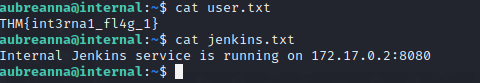 aubreanna@internal:~$ cat user.txt
THM{int3rna1_fl4g_1}
aubreanna@internal:~$ cat jenkins.txt
Internal Jenkins service is running on 172.17.0.2:8080
aubreanna@internal:~$